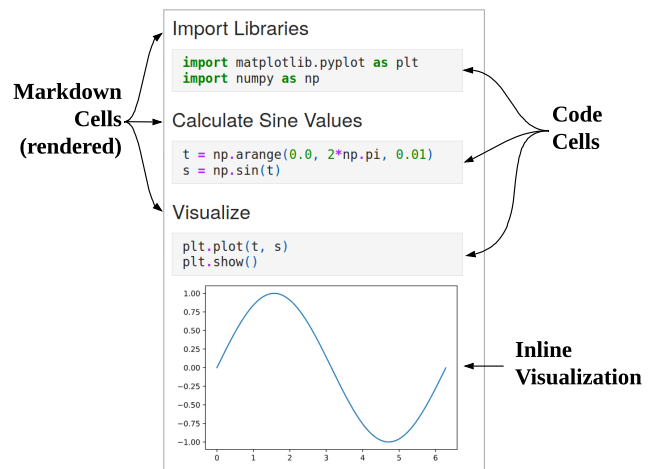 Import Libraries
import matplotlib.pyplot as plt
import numpy as np
Markdown
Cells
(rendered)
Calculate Sine Values
Code
Cells
t = np.arange(0.0, 2*np.pi, 0.01)
s = np.sin(t)
Visualize
plt.plot(t, s)
plt.show()
1.00
0.75
0.50
0.25
0.00
−0.25
−0.50
−0.75
−1.00
0 1 2 3 4 5 6
Inline
Visualization